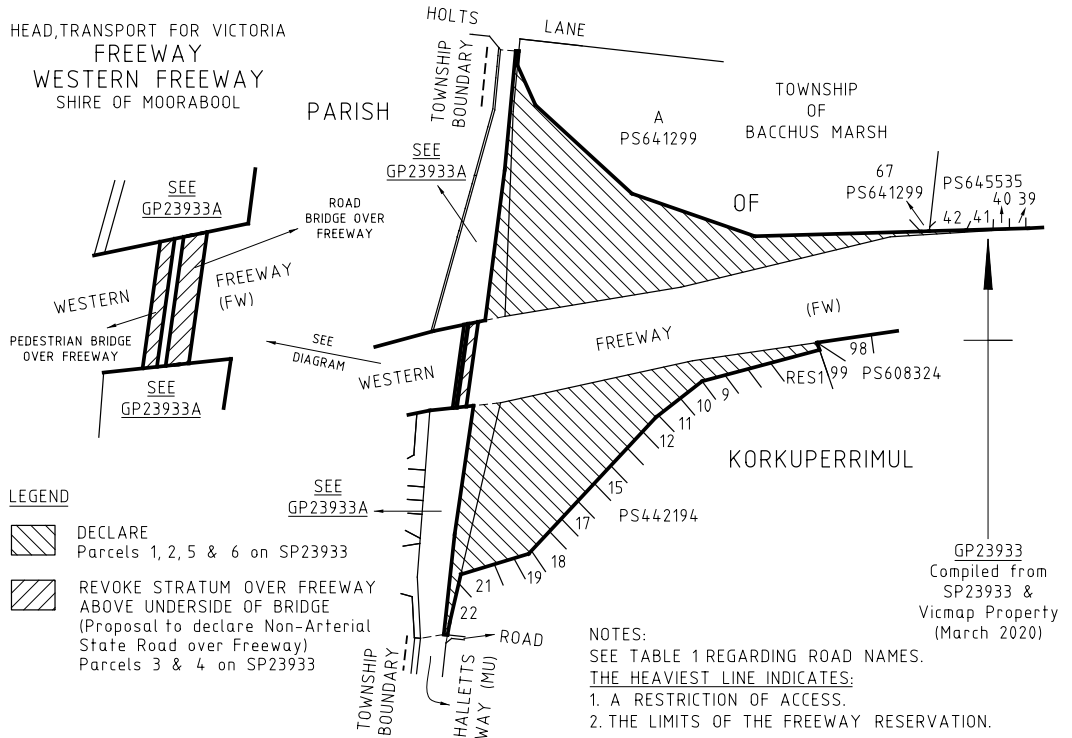 HEAD,TRANSPORT FOR VICTORIA
FREEWAY
WESTERN FREEWAY
SHIRE OF MOORABOOL
HOLTS
LANE
TOWNSHIP
BOUNDARY
PARISH
TOWNSHIP
OF
BACCHUS MARSH
A
PS641299
SEE
GP23933A
67
PS641299
PS645535
40 39
42 41
OF
SEE
GP23933A
ROAD
BRIDGE OVER
FREEWAY
FREEWAY
(FW)
WESTERN
PEDESTRIAN BRIDGE
OVER FREEWAY
SEE
GP23933A
SEE
DIAGRAM
WESTERN
FREEWAY
(FW)
98
RES1
99
PS608324
9
10
11
12
15
17
18
19
21
22
PS442194
KORKUPERRIMUL
SEE
GP23933A
LEGEND
DECLARE
Parcels 1, 2, 5 & 6 on SP23933
REVOKE STRATUM OVER FREEWAY
ABOVE UNDERSIDE OF BRIDGE
(Proposal to declare Non-Arterial
State Road over Freeway)
Parcels 3 & 4 on SP23933
TOWNSHIP
BOUNDARY
HALLETTS
WAY (MU)
ROAD
GP23933
Compiled from
SP23933 &
Vicmap Property
(March 2020)
NOTES:
SEE TABLE 1 REGARDING ROAD NAMES.
THE HEAVIEST LINE INDICATES:
1. A RESTRICTION OF ACCESS.
2. THE LIMITS OF THE FREEWAY RESERVATION.